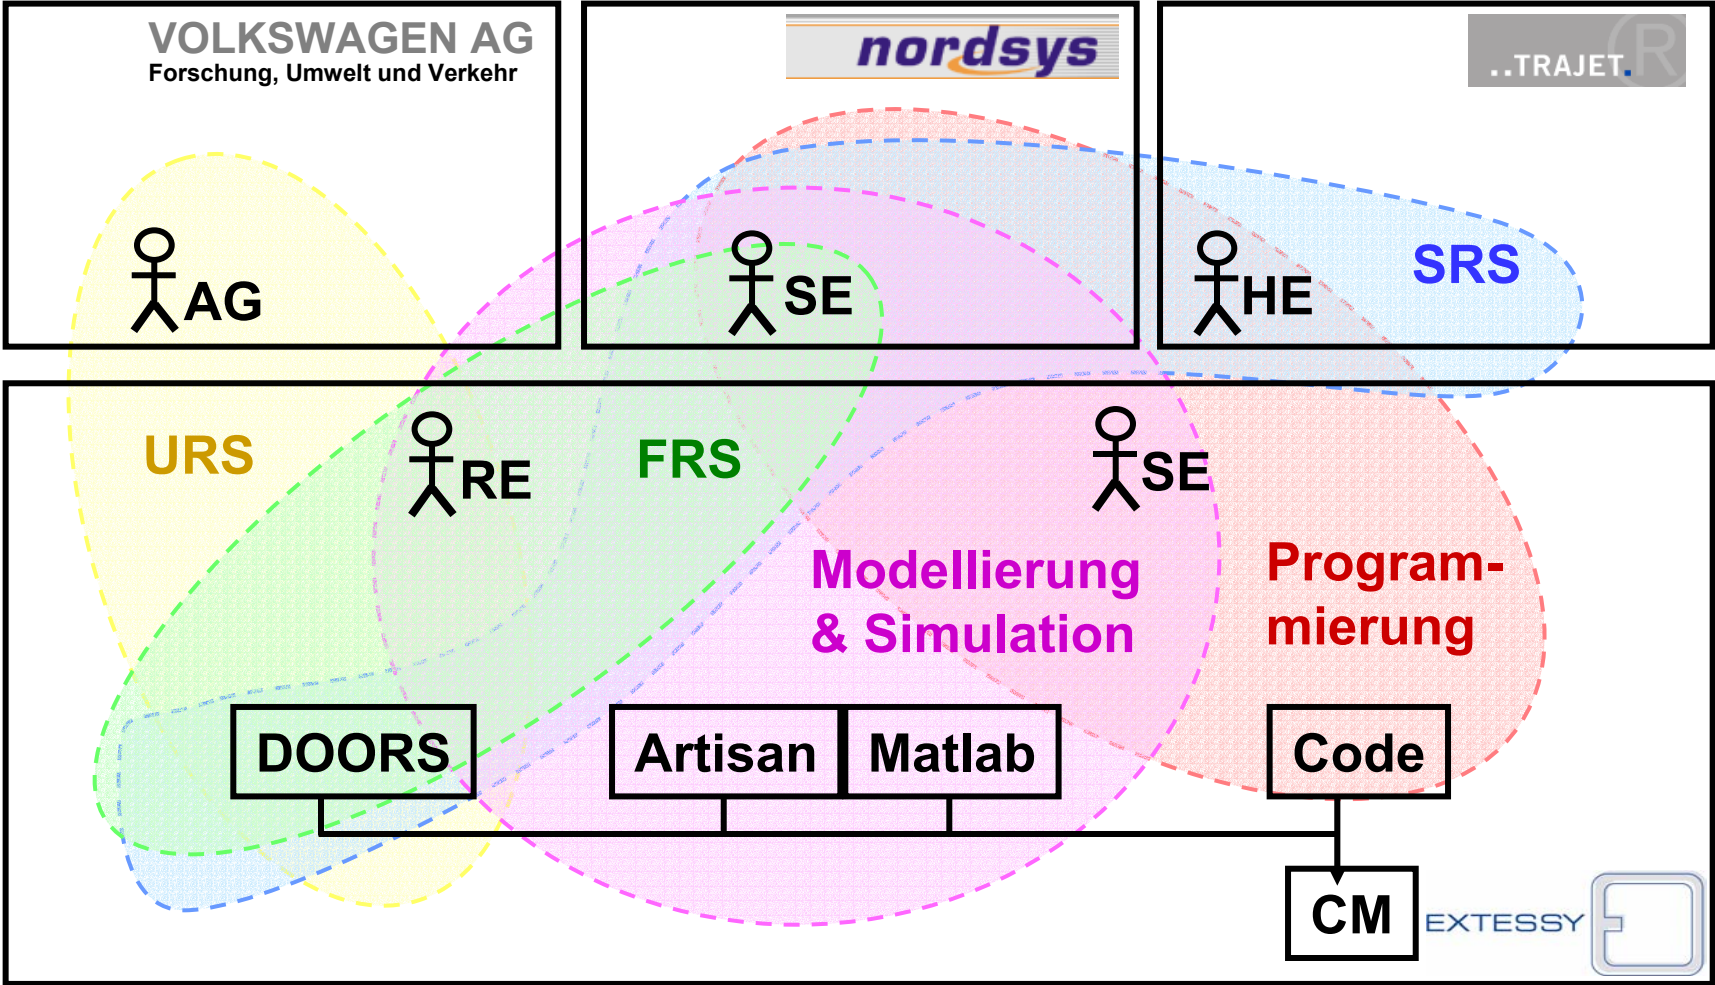 VOLKSWAGEN AG
Forschung, Umwelt und Verkehr
nordsys
..TRAJET.®
AG
SE
HE
SRS
URS
RE
FRS
SE
Modellierung
& Simulation
Program-
mierung
DOORS
Artisan
Matlab
Code
CM
EXTESSY